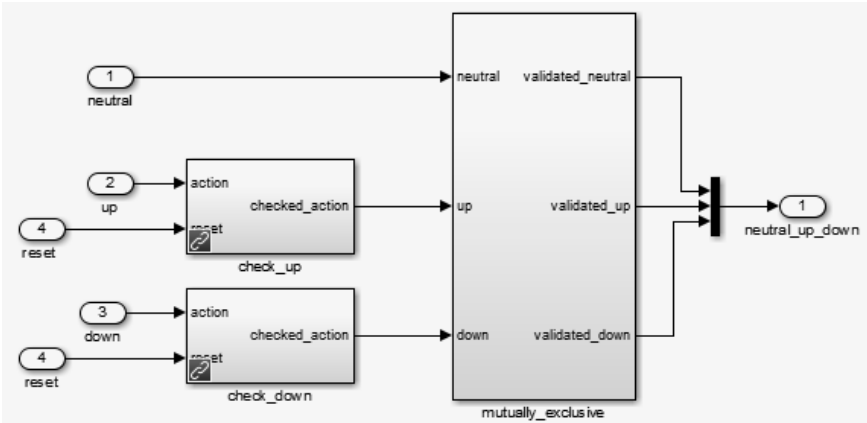 1
neutral
neutral
validated_neutral
2
up
action
checked_action
reset
4
reset
check_up
up
validated_up
1
neutral_up_down
3
down
action
checked_action
reset
4
reset
check_down
down
validated_down
mutually_exclusive